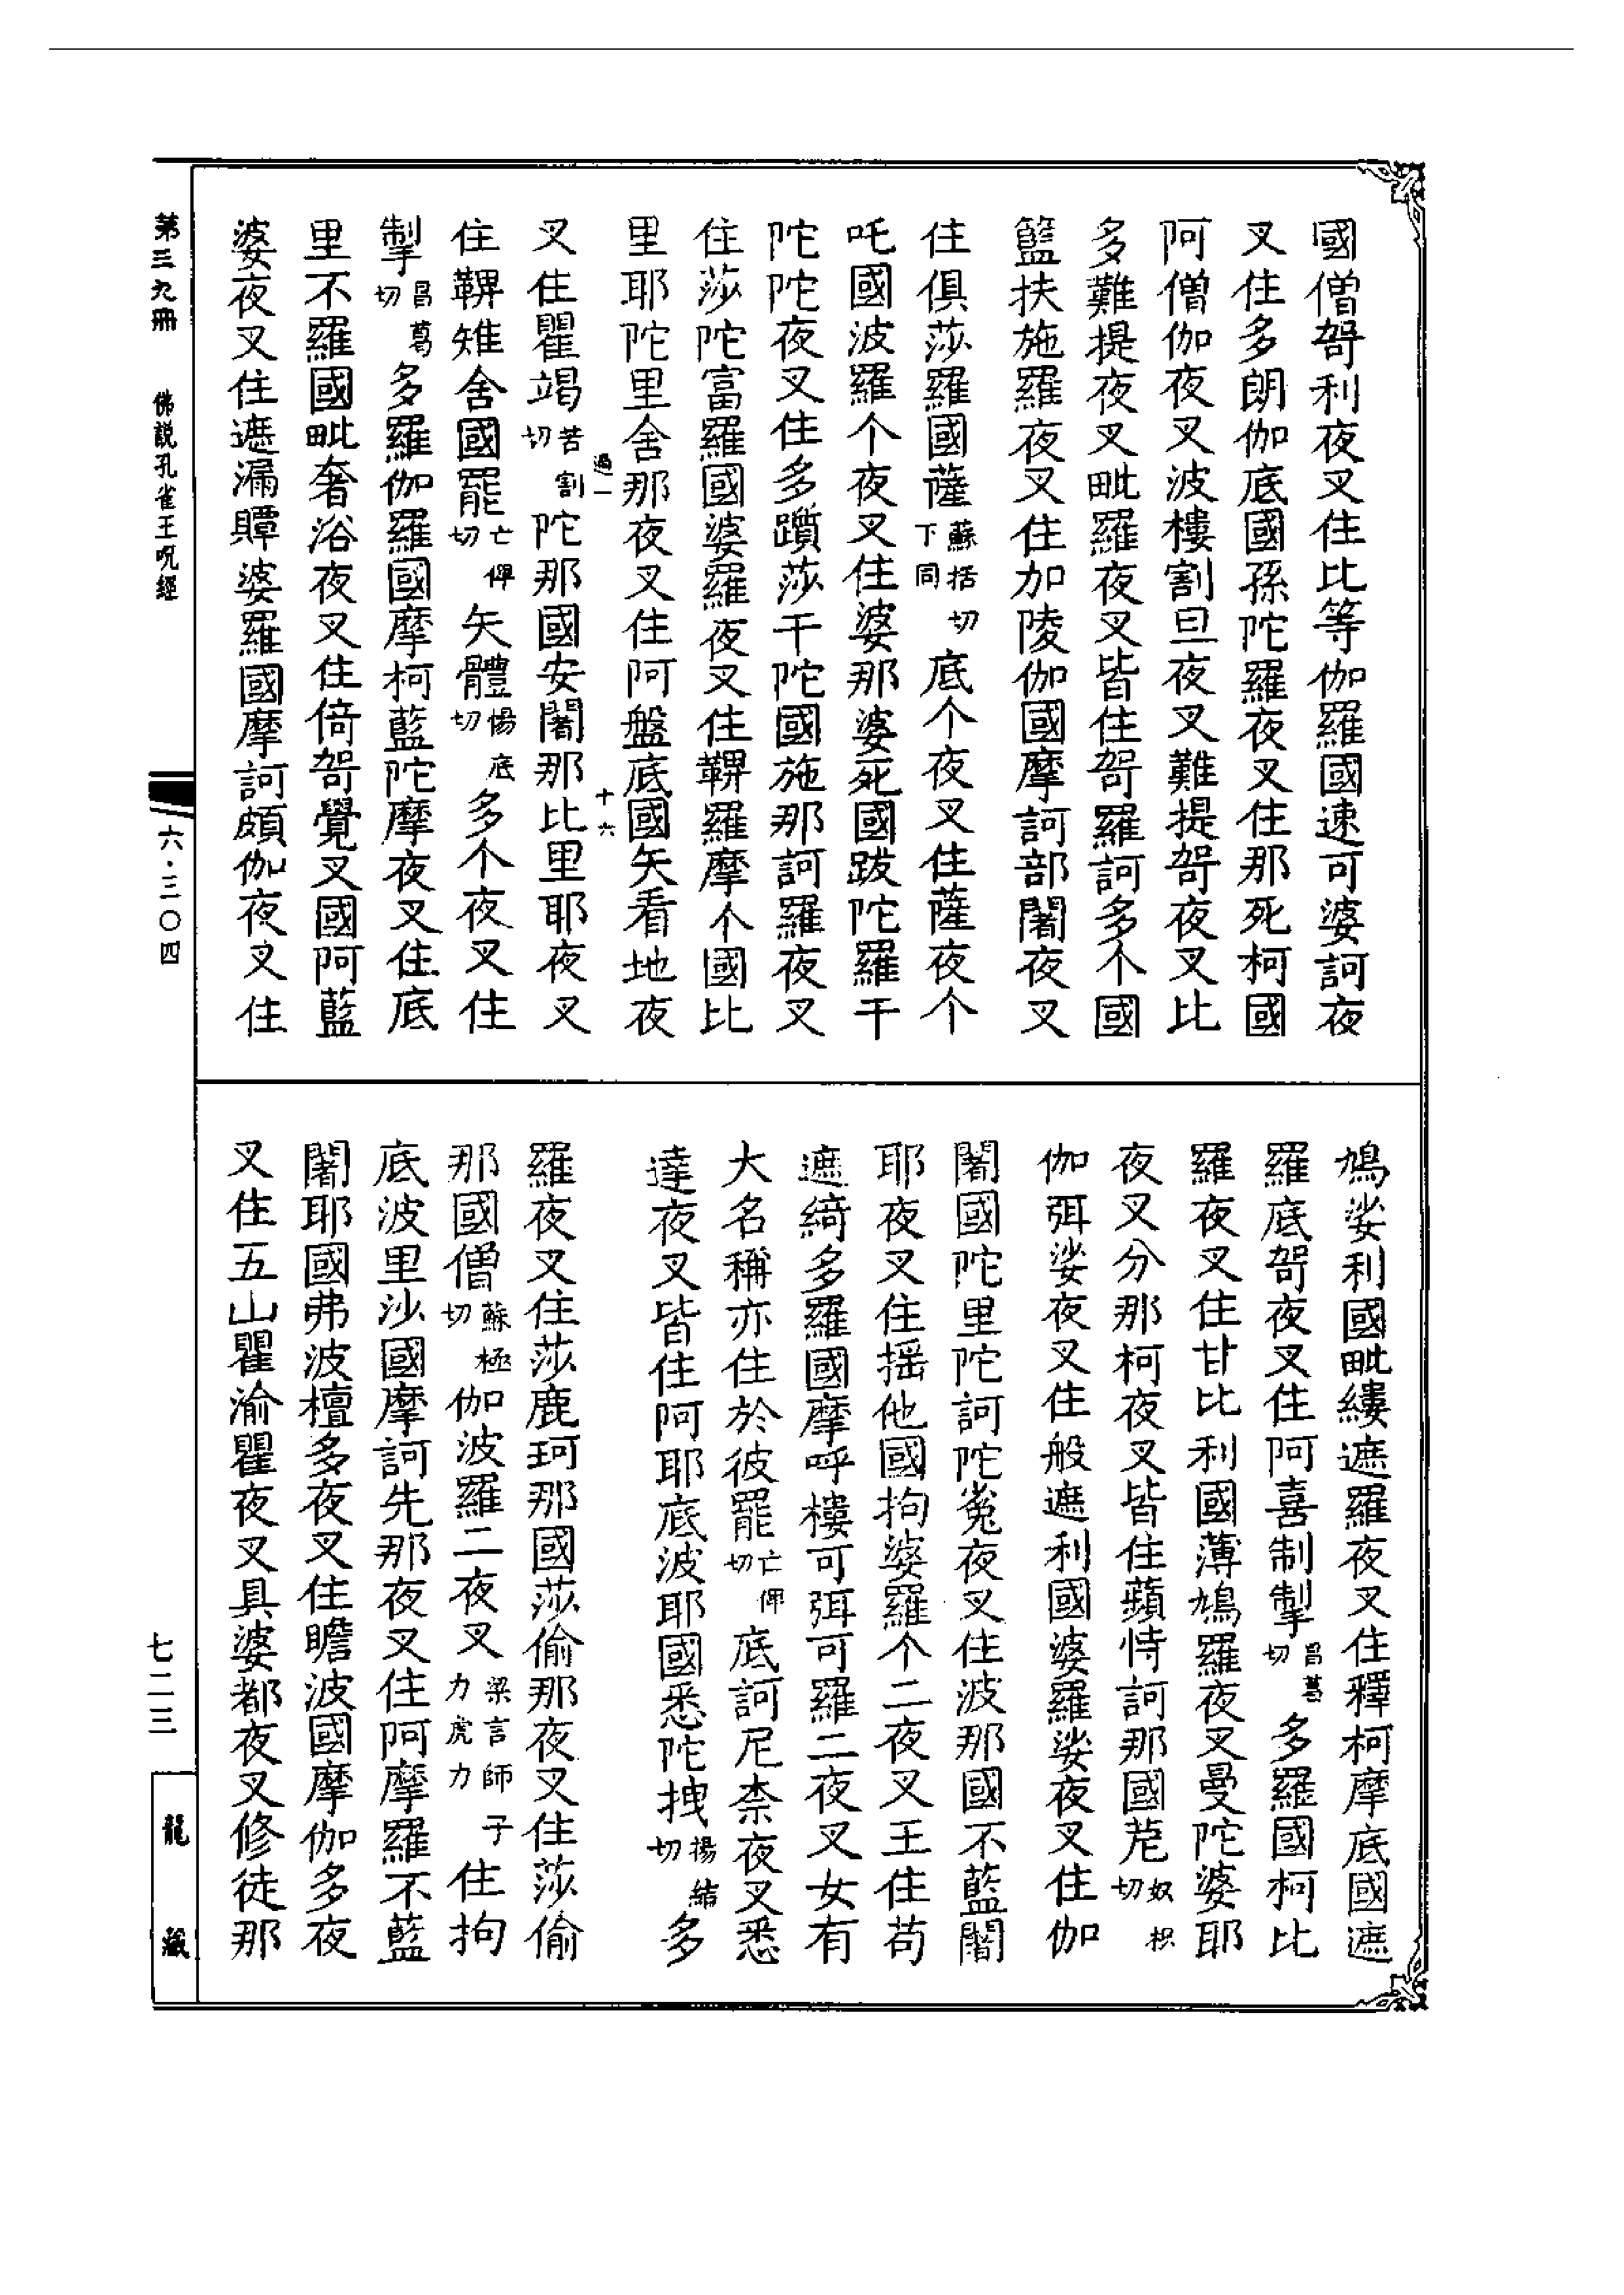 國僧哿利夜叉住比等伽羅國速可婆訶夜
叉住多朗伽底國孫陀羅夜叉住那死柯國
阿僧伽夜叉波樓割旦夜叉難提哿夜叉比
多難提夜叉毗羅夜叉皆住哿羅訶多个國
籃扶施羅夜叉住加陵伽國摩訶部闍夜叉
住俱莎羅國薩蘇括切下同底个夜叉住薩夜个
吒國波羅个夜叉住婆那婆死國跋陀羅干
陀陀夜叉住多躓莎干陀國施那訶羅夜叉
住莎陀富羅國婆羅夜叉住鞞羅摩个國比
里耶陀里舍那夜叉住阿盤底國矢看地夜
過一
十六
叉住瞿竭苦割切陀那國安闍那比里耶夜叉
住鞞雉舍國罷亡俾切矢體惕底切多个夜叉住
掣昌葛切多羅伽羅國摩柯藍陀摩夜叉住底
里不羅國毗奢浴夜叉住倚哿覺叉國阿藍
婆夜叉住遮漏贉婆羅國摩訶頗伽夜叉住
鳩娑利國毗縷遮羅夜叉住釋柯摩底國遮
羅底哿夜叉住阿喜制掣昌葛切多羅國柯比
羅夜叉住甘比利國薄鳩羅夜叉曼陀婆耶
夜叉分那柯夜叉皆住蘋恃訶那國蔸奴枳切
伽弭娑夜叉住般遮利國婆羅娑夜叉住伽
闍國陀里陀訶陀㝹夜叉住波那國不藍闍
耶夜叉住揺他國拘婆羅个二夜叉王住苟
遮綺多羅國摩呼樓可弭可羅二夜叉女有
大名稱亦住於彼罷亡俾切底訶尼柰夜叉悉
達夜叉皆住阿耶底波耶國悉陀拽揚結切多
羅夜叉住莎鹿珂那國莎偷那夜叉住莎偷
那國僧蘇極切伽波羅二夜叉梁言師子力虎力住拘
底波里沙國摩訶先那夜叉住阿摩羅不藍
闍耶國弗波檀多夜叉住瞻波國摩伽多夜
叉住五山瞿渝瞿夜叉具婆都夜叉修徒那
第三九冊
佛説孔雀王呪經
六·三〇四
七二三
龍藏